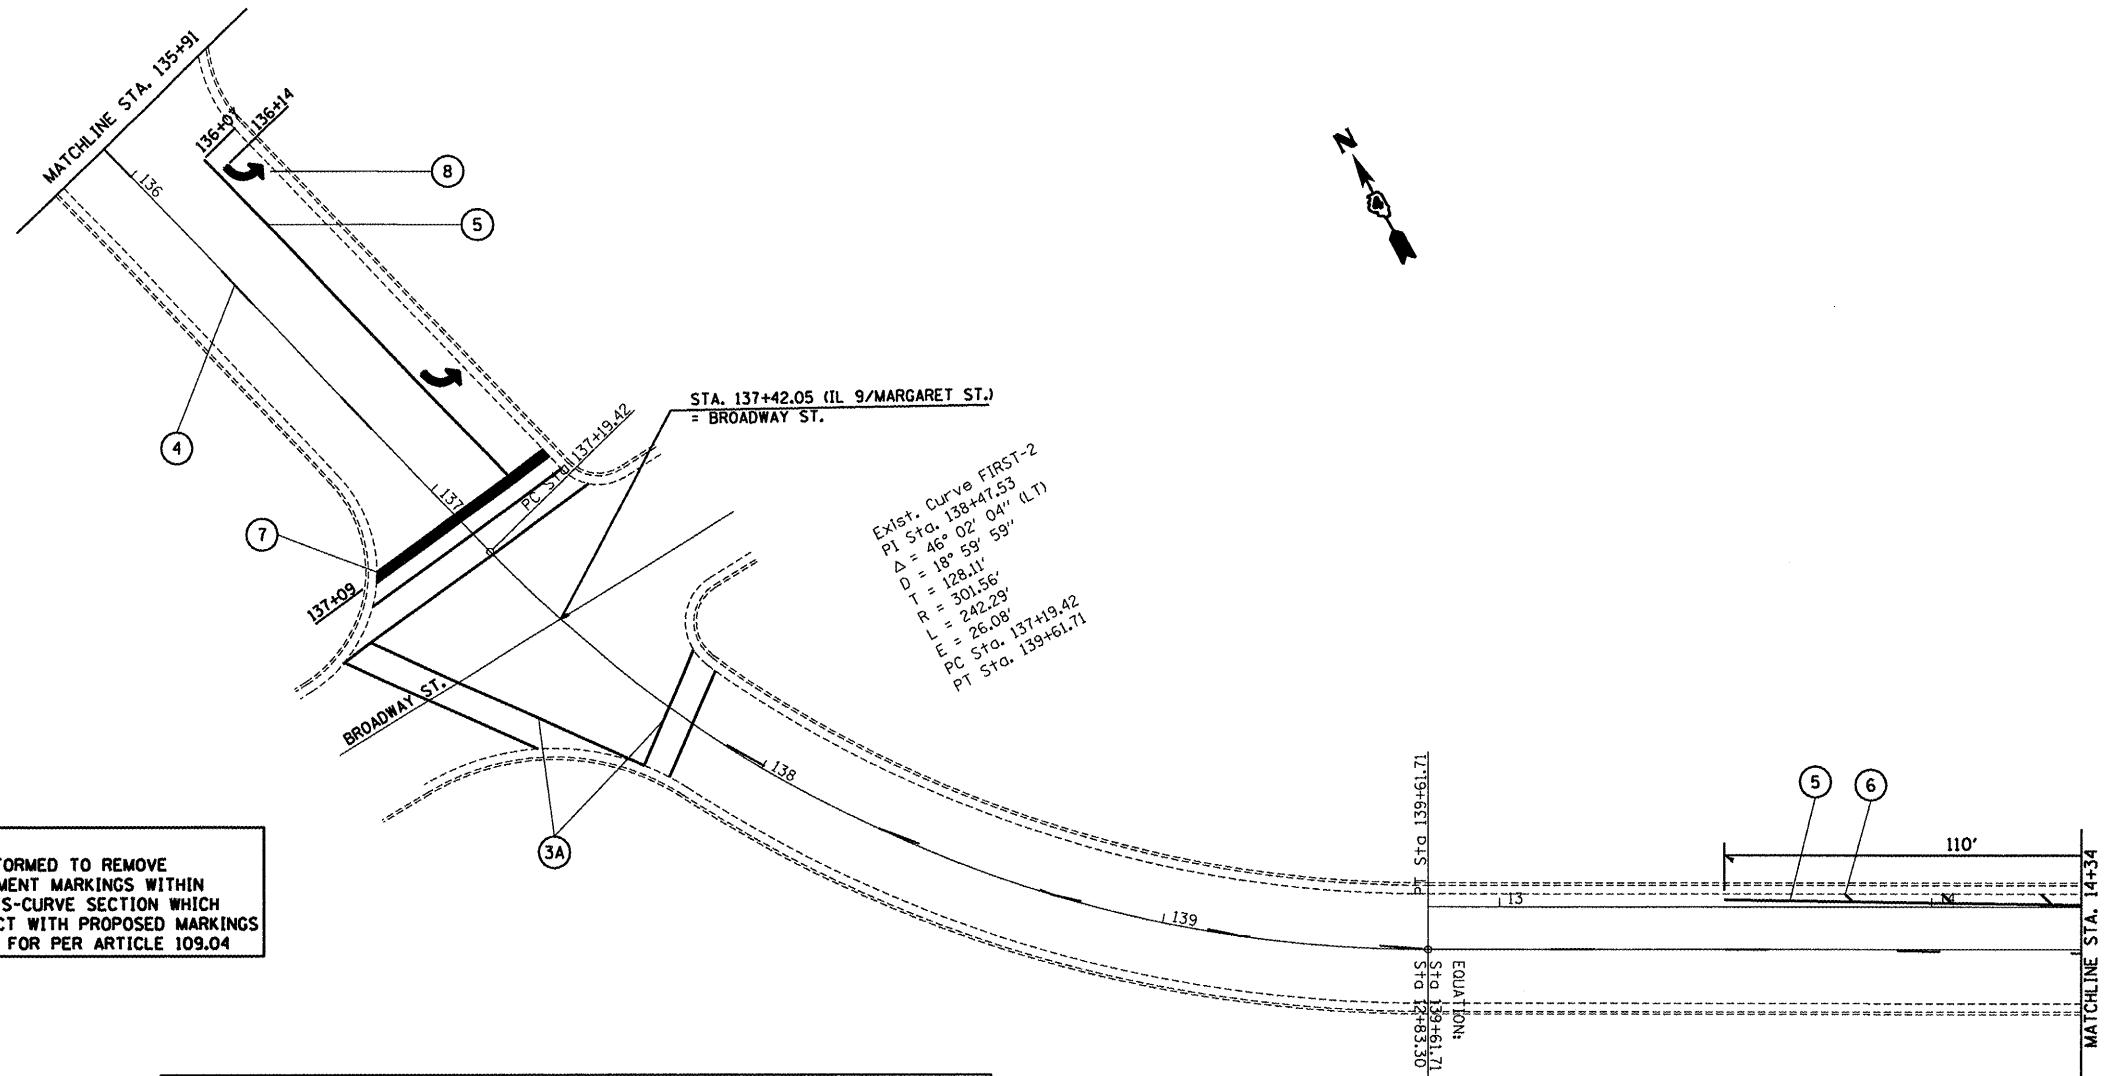 MATCHLINE STA. 135+91
136+07
136+14
136
8
5
4
N
STA. 137+42.05 (IL 9/MARGARET ST.)
= BROADWAY ST.
PC Sta 137+19.42
137
7
137+09
Exist. Curve FIRST-2
PI Sta. 138+47.53
Δ = 46° 02' 04" (LT)
D = 18° 59' 59"
T = 128.11'
R = 301.56'
L = 242.29'
E = 26.08'
PC Sta. 137+19.42
PT Sta. 139+61.71
BROADWAY ST.
138
3A
139
PT Sta 139+61.71
5
6
110'
13
14
MATCHLINE STA. 14+34
EQUATION:
Sta 139+61.71
Sta 12+83.30
FORMED TO REMOVE
MENT MARKINGS WITHIN
S-CURVE SECTION WHICH
CT WITH PROPOSED MARKINGS
FOR PER ARTICLE 109.04